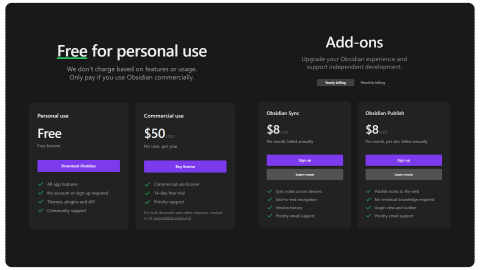 Free for personal use
We don't charge based on features or usage.
Only pay if you use Obsidian commercially.
Personal use
Free
Free forever
Download Obsidian
All app features
No account or sign up required
Themes, plugins and API
Community support
Commercial use
$50 USD
Per user, per year
Buy license
Commercial use license
14-day free trial
Priority support
For bulk discounts and other inquiries contact
us at
Add-ons
Upgrade your Obsidian experience and
support independent development.
Yearly billing
Monthly billing
Obsidian Sync
$8 USD
Per month, billed annually
Sign up
Learn more
Sync notes across devices
End-to-end encryption
Version history
Priority email support
Obsidian Publish
$8 USD
Per month, per site, billed annually
Sign up
Learn more
Publish notes to the web
No technical knowledge required
Graph view and outline
Priority email support